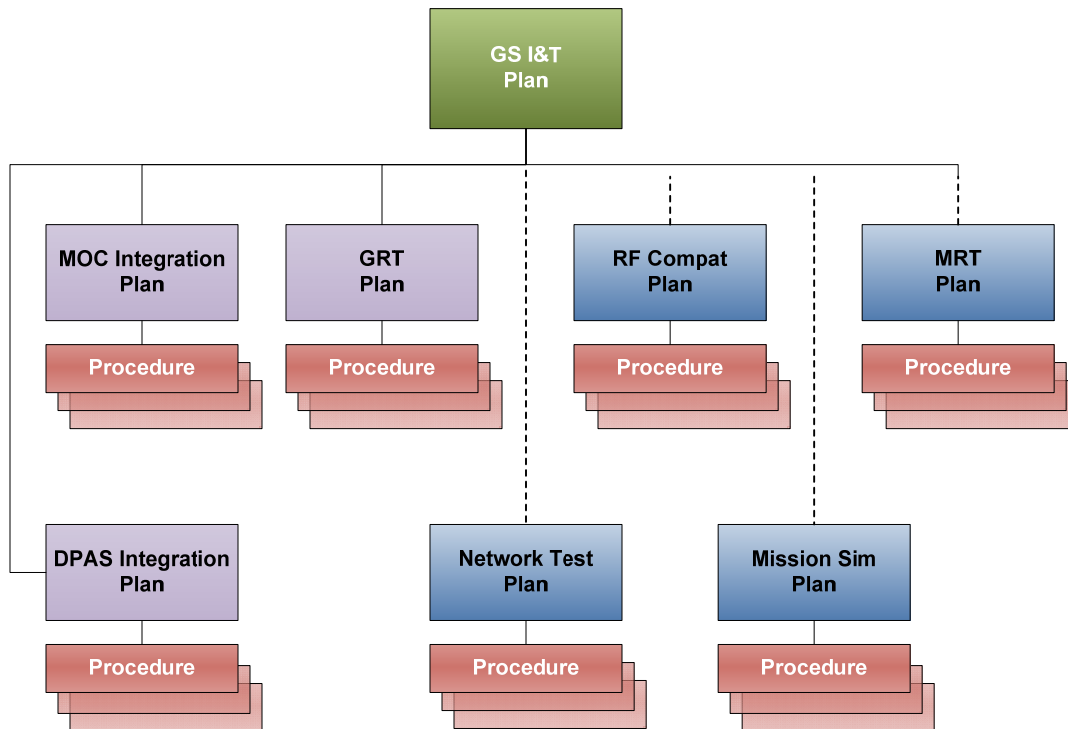 GS I&T
Plan
MOC Integration
Plan
GRT
Plan
RF Compat
Plan
MRT
Plan
Procedure
Procedure
Procedure
Procedure
DPAS Integration
Plan
Network Test
Plan
Mission Sim
Plan
Procedure
Procedure
Procedure